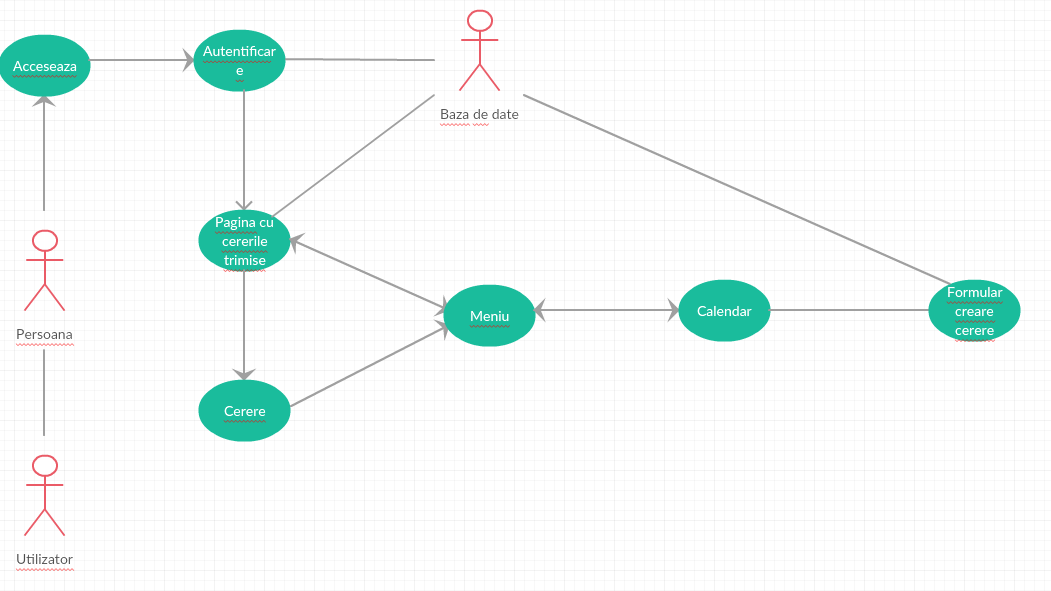 Acceseaza
Autentificar
e
Baza de date
Pagina cu
cererile
trimise
Persoana
Meniu
Calendar
Formular
creare
cerere
Cerere
Utilizator